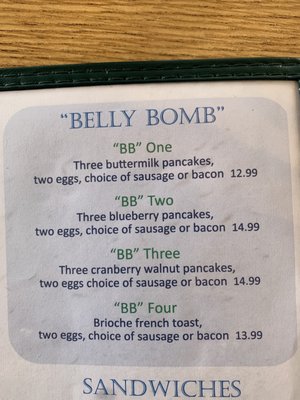 "BELLY BOMB"
"BB" One
Three buttermilk pancakes,
two eggs, choice of sausage or bacon 12.99
"BB" Two
Three blueberry pancakes,
two eggs, choice of sausage or bacon 14.99
"BB" Three
Three cranberry walnut pancakes,
two eggs choice of sausage or bacon 14.99
"BB" Four
Brioche french toast,
two eggs, choice of sausage or bacon 13.99
SANDWICHES